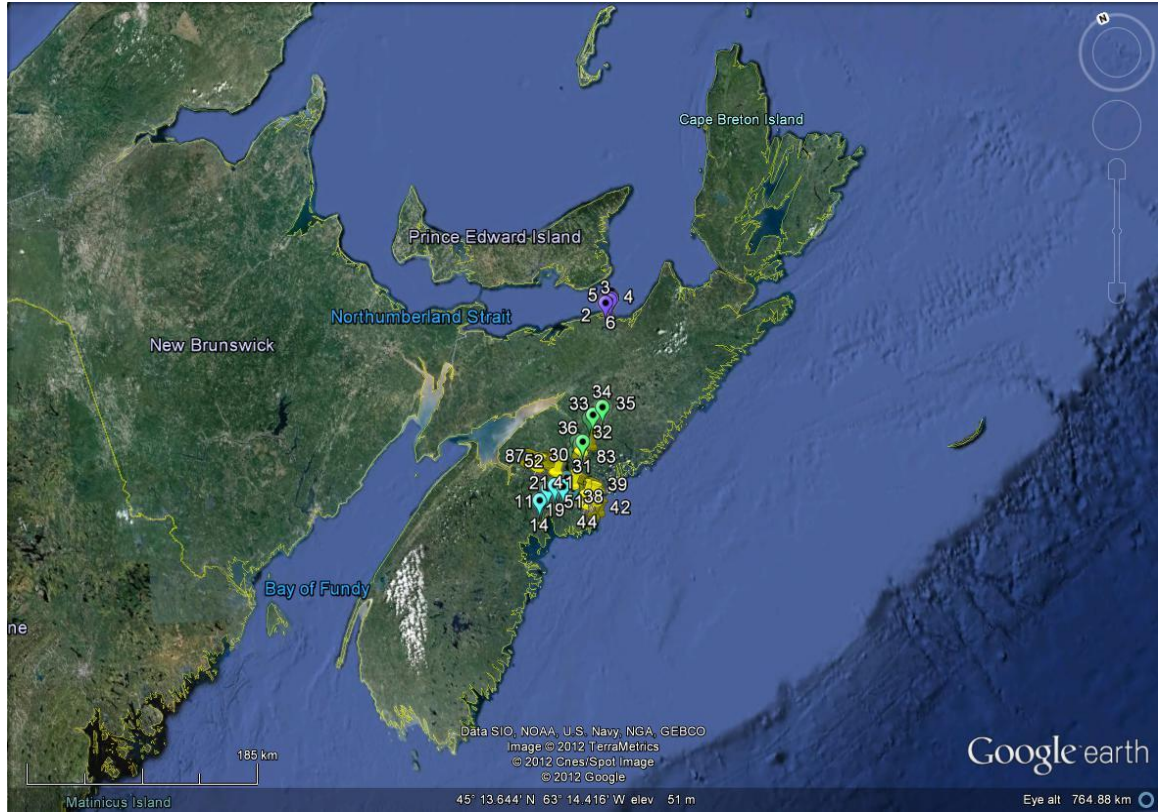 N
Cape Breton Island
Prince Edward Island
3
5
4
Northumberland Strait
2
6
New Brunswick
34
33
35
36
32
87
52
30
83
31
21
41
39
11
19
51
38
42
14
44
Bay of Fundy
ne
Data SIO, NOAA, U.S. Navy, NGA, GEBCO
Image © 2012 TerraMetrics
© 2012 Cnes/Spot Image
© 2012 Google
185 km
Google earth
Matinicus Island
45° 13.644' N 63° 14.416' W elev 51 m
Eye alt 764.88 km